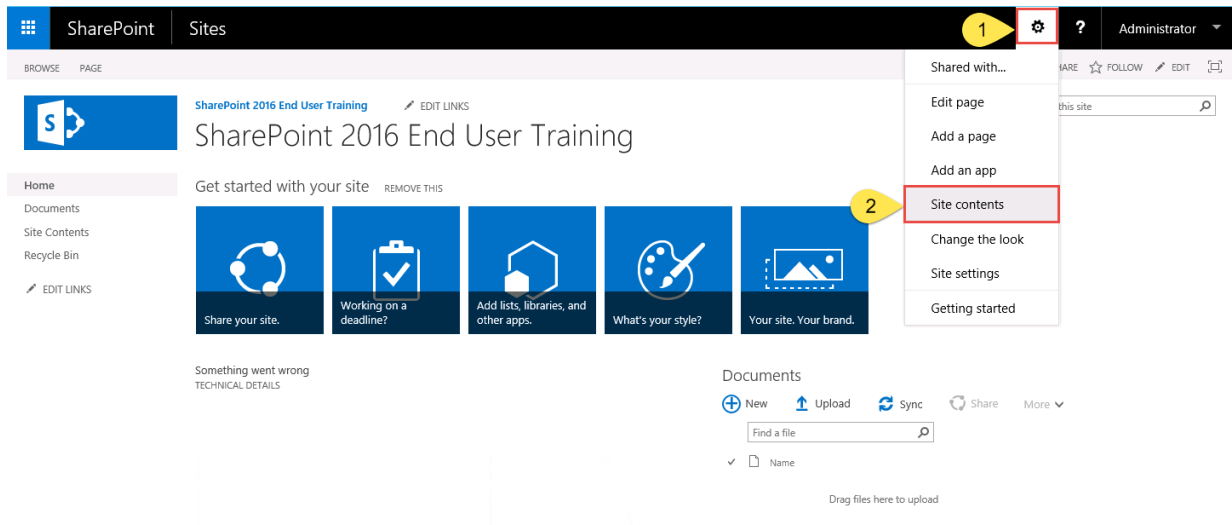 SharePoint Sites 1 ? Administrator
BROWSE PAGE
ARE FOLLOW EDIT
Shared with...
Edit page
Add a page
Add an app
2 Site contents
Change the look
Site settings
Getting started
this site
S
SharePoint 2016 End User Training EDIT LINKS
SharePoint 2016 End User Training
Home
Documents
Site Contents
Recycle Bin
EDIT LINKS
Get started with your site REMOVE THIS
Share your site.
Working on a
deadline?
Add lists, libraries, and
other apps.
What's your style?
Your site. Your brand.
Something went wrong
TECHNICAL DETAILS
Documents
New Upload Sync Share More
Find a file
Name
Drag files here to upload